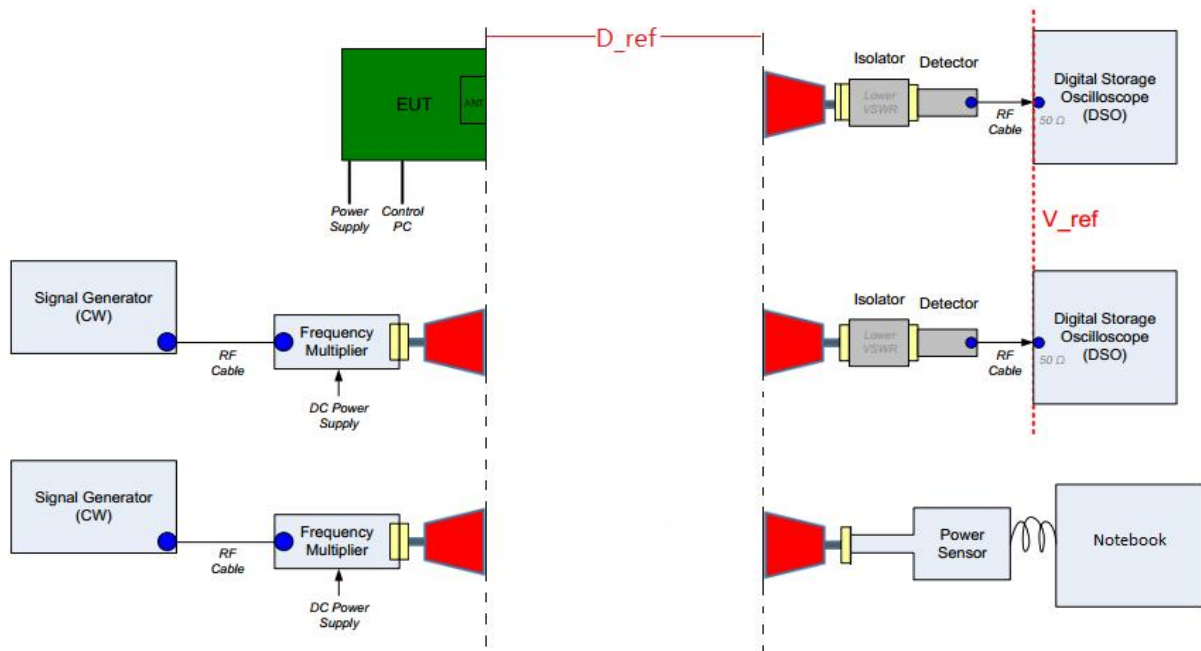 D_ref
EUT
ANT
Power
Supply
Control
PC
Isolator
Detector
Lower
VSWR
RF
Cable
50 Ω
Digital Storage
Oscilloscope
(DSO)
V_ref
Signal Generator
(CW)
RF
Cable
Frequency
Multiplier
DC Power
Supply
Isolator
Detector
Lower
VSWR
RF
Cable
50 Ω
Digital Storage
Oscilloscope
(DSO)
Signal Generator
(CW)
RF
Cable
Frequency
Multiplier
DC Power
Supply
Power
Sensor
Notebook